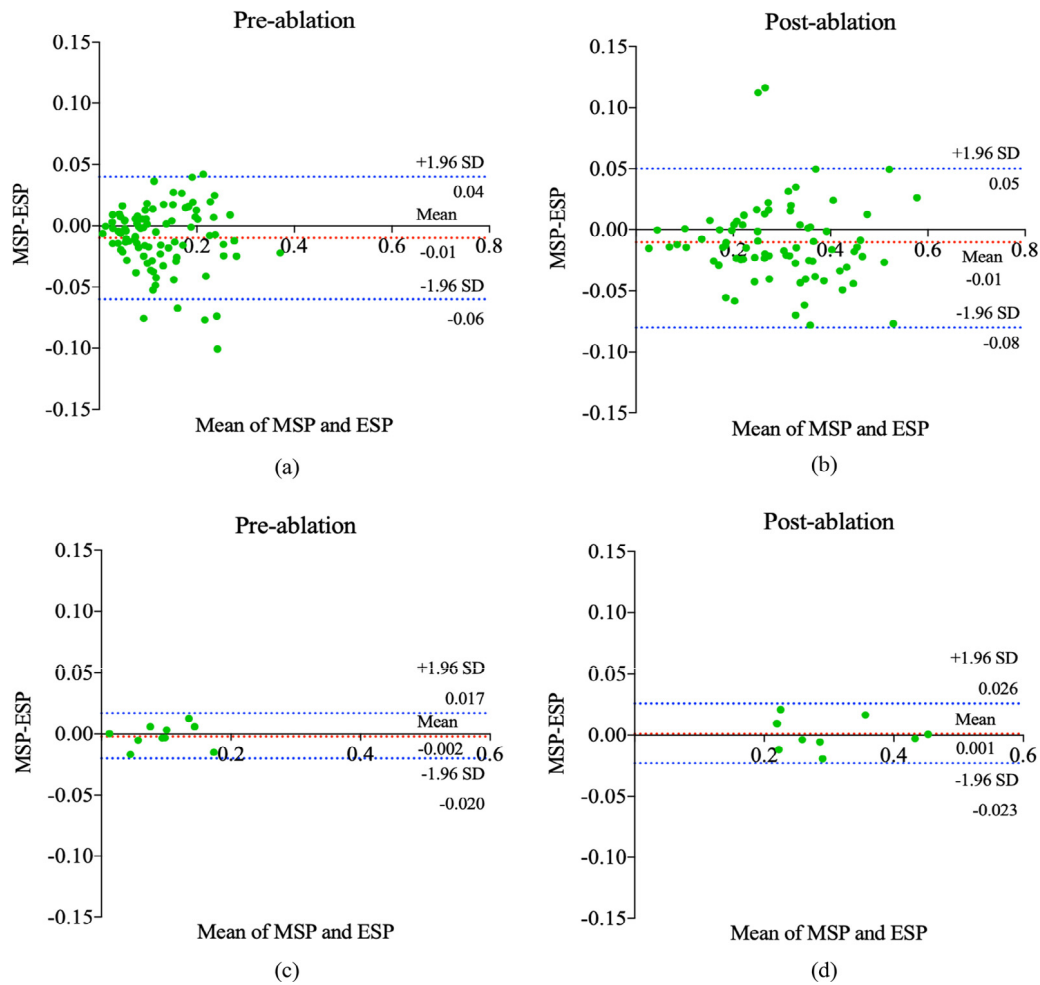 (a)
Pre-ablation
0.15
0.10
0.05
0.00
-0.05
-0.10
-0.15
MSP-ESP
+1.96 SD
0.04
Mean
-0.01
-1.96 SD
-0.06
0.2
0.4
0.6
0.8
Mean of MSP and ESP
(a)
(b)
Post-ablation
0.15
0.10
0.05
0.00
-0.05
-0.10
-0.15
MSP-ESP
+1.96 SD
0.05
0.2
0.4
0.6
0.8
Mean
-0.01
-1.96 SD
-0.08
Mean of MSP and ESP
(b)
Pre-ablation
0.15
0.10
0.05
0.00
-0.05
-0.10
-0.15
MSP-ESP
+1.96 SD
0.017
Mean
-0.002
-1.96 SD
-0.020
0.2
0.4
0.6
Mean of MSP and ESP
(c)
Post-ablation
0.15
0.10
0.05
0.00
-0.05
-0.10
-0.15
MSP-ESP
+1.96 SD
0.026
Mean
0.001
-1.96 SD
-0.023
0.2
0.4
0.6
Mean of MSP and ESP
(d)